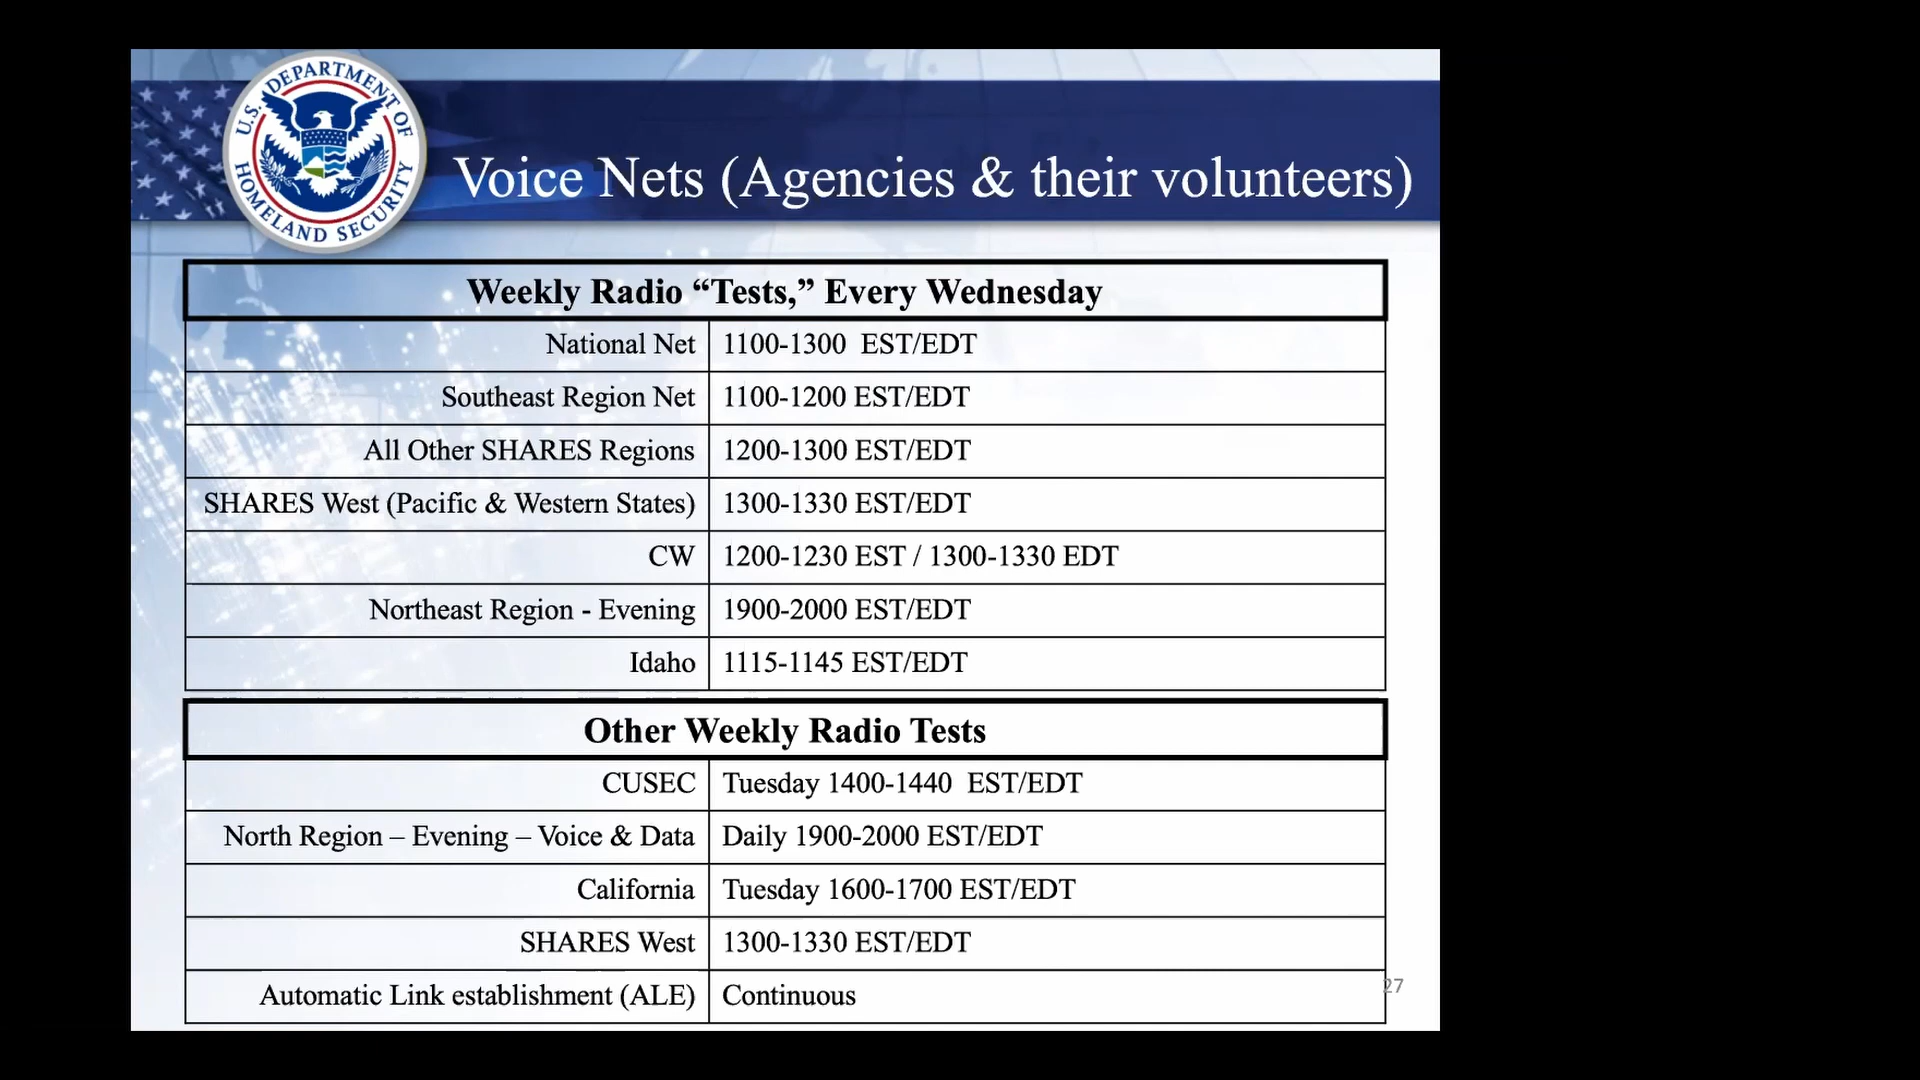 U.S. DEPARTMENT OF HOMELAND SECURITY
Voice Nets (Agencies & their volunteers)
Weekly Radio “Tests,” Every Wednesday
National Net 1100-1300 EST/EDT
Southeast Region Net 1100-1200 EST/EDT
All Other SHARES Regions 1200-1300 EST/EDT
SHARES West (Pacific & Western States) 1300-1330 EST/EDT
CW 1200-1230 EST / 1300-1330 EDT
Northeast Region - Evening 1900-2000 EST/EDT
Idaho 1115-1145 EST/EDT
Other Weekly Radio Tests
CUSEC Tuesday 1400-1440 EST/EDT
North Region – Evening – Voice & Data Daily 1900-2000 EST/EDT
California Tuesday 1600-1700 EST/EDT
SHARES West 1300-1330 EST/EDT
Automatic Link establishment (ALE) Continuous
27